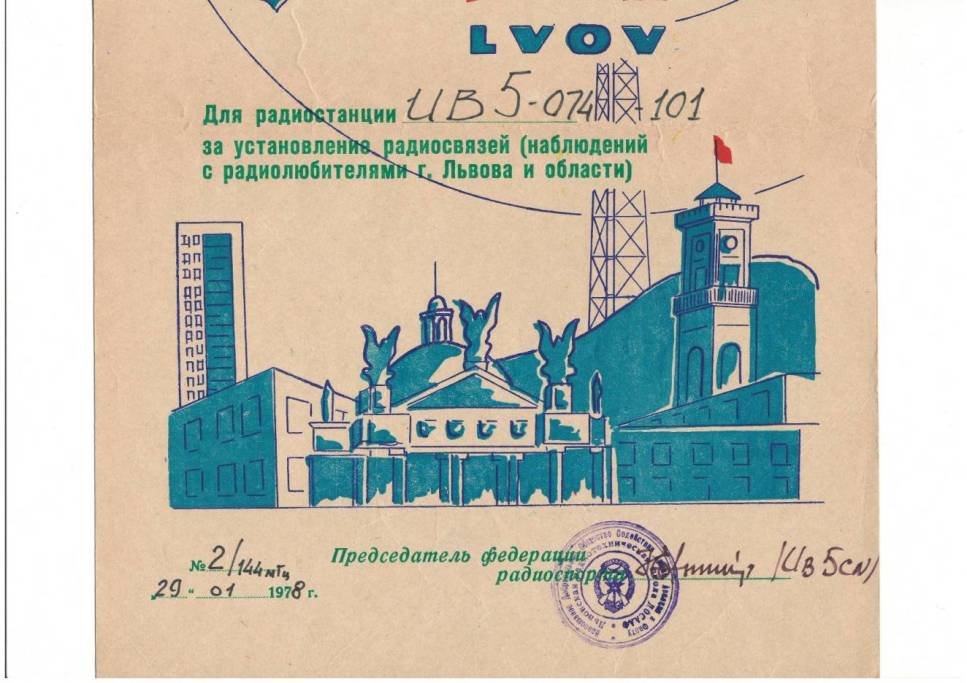 LVOV
Для радиостанции UB5-074-101
за установление радиосвязей (наблюдений
с радиолюбителями г. Львова и области)
№ 2/144 мГц
"29" 01 1978 г.
Председатель федерации
радиоспорта /UB5CN/